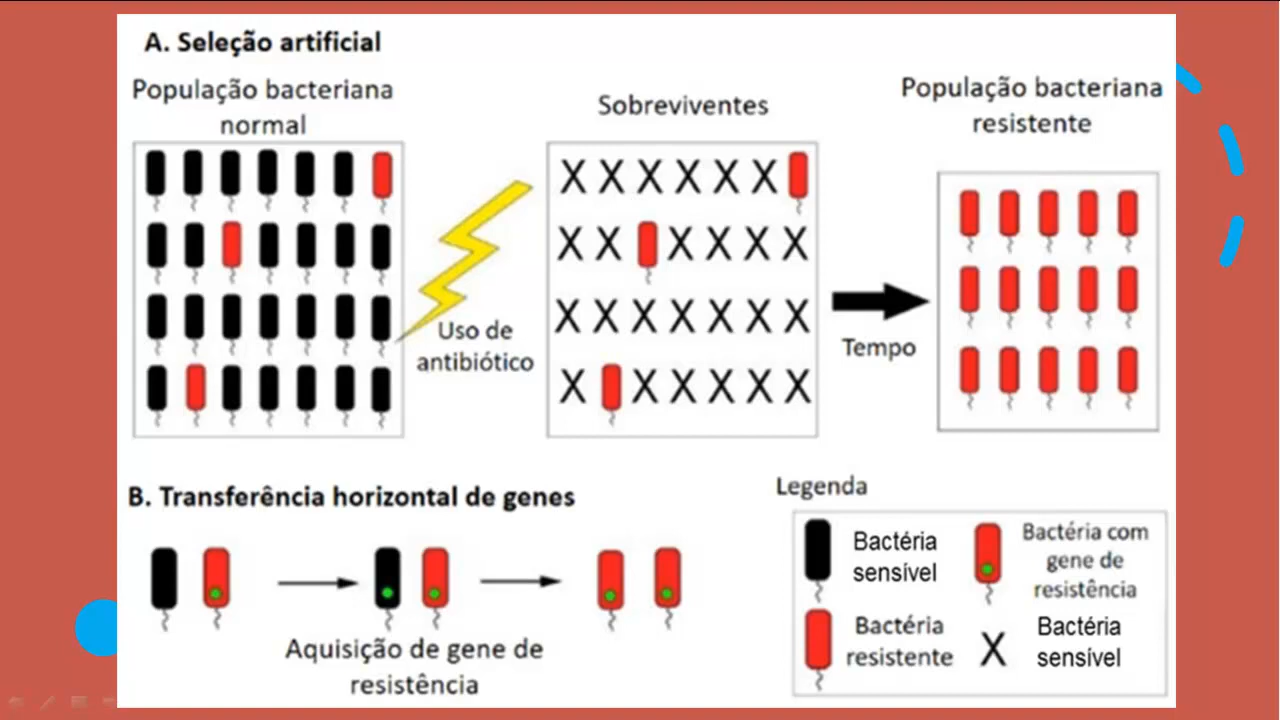 A. Seleção artificial
População bacteriana
normal
Sobreviventes
População bacteriana
resistente
X X X X X X
X X X X X X
X X X X X X X
X X X X X X
Uso de
antibiótico
Tempo
B. Transferência horizontal de genes
Aquisição de gene de
resistência
Legenda
Bactéria
sensível
Bactéria com
gene de
resistência
Bactéria
resistente
X
Bactéria
sensível